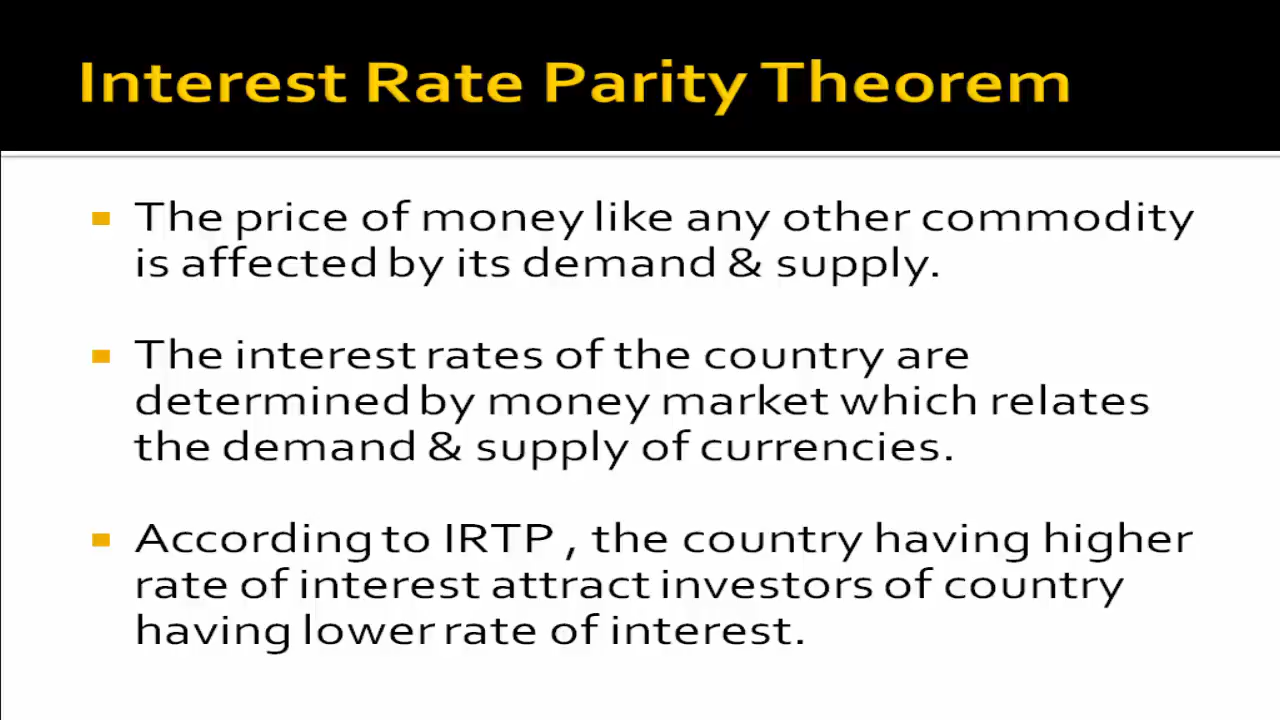 Interest Rate Parity Theorem
The price of money like any other commodity
is affected by its demand & supply.
The interest rates of the country are
determined by money market which relates
the demand & supply of currencies.
According to IRTP , the country having higher
rate of interest attract investors of country
having lower rate of interest.